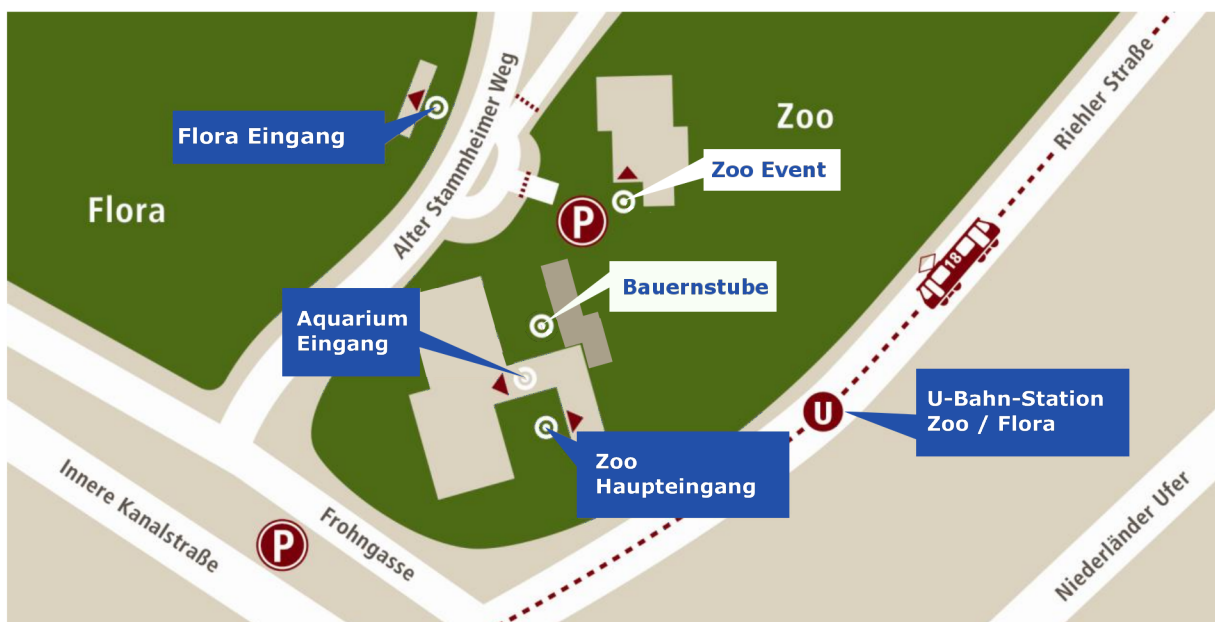 Flora Eingang
Flora
Alter Stammheimer Weg
Zoo
Zoo Event
P
Riehler Straße
18
Bauernstube
Aquarium
Eingang
U
U-Bahn-Station
Zoo / Flora
Zoo
Haupteingang
Innere Kanalstraße
P
Frohngasse
Niederländer Ufer